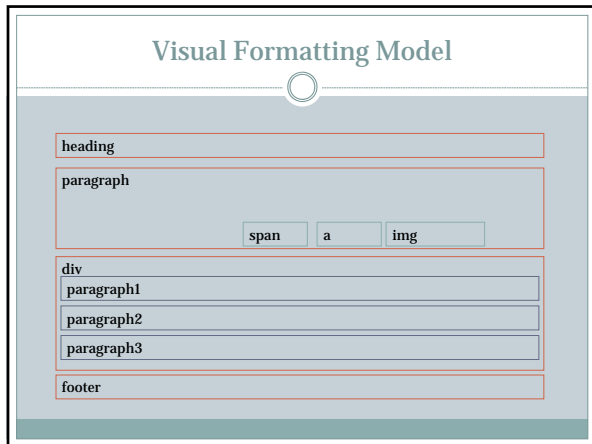 Visual Formatting Model
heading
paragraph
span a img
div
paragraph1
paragraph2
paragraph3
footer